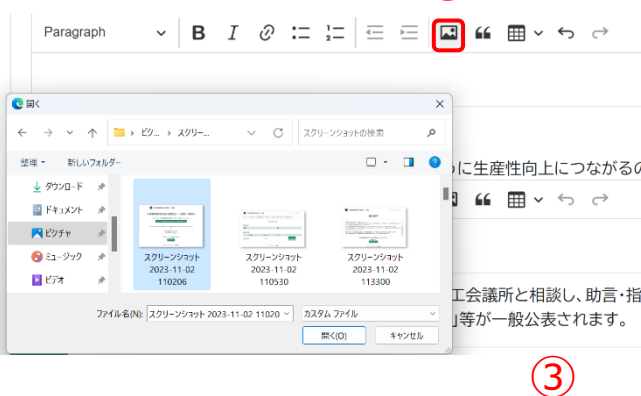 Paragraph B I
開く
ピク... スクリー... スクリーンショットの検索
整理 新しいフォルダー
に生産性向上につながるの
ダウンロード
ドキュメント
ピクチャ
ミュージック
ビデオ
スクリーンショット 2023-11-02 110206
スクリーンショット 2023-11-02 110530
スクリーンショット 2023-11-02 113300
工会議所と相談し、助言・指
ファイル名(N): スクリーンショット 2023-11-02 11020 カスタム ファイル
等が一般公表されます。
開く(O) キャンセル
③